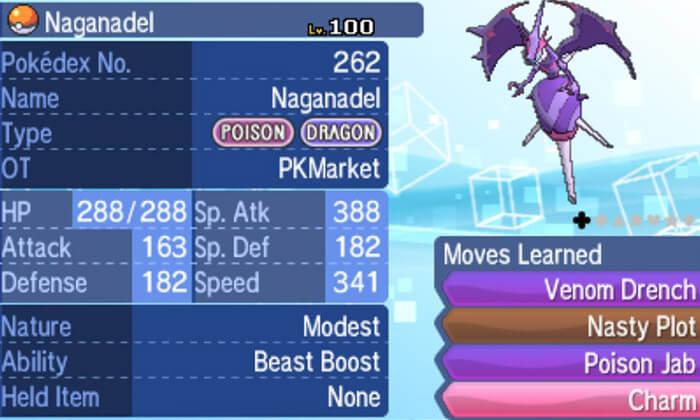 Naganadel Lv.100
Pokédex No. 262
Name Naganadel
Type POISON DRAGON
OT PKMarket
HP 288/288 Sp. Atk 388
Attack 163 Sp. Def 182
Defense 182 Speed 341
Nature Modest
Ability Beast Boost
Held Item None
Moves Learned
Venom Drench
Nasty Plot
Poison Jab
Charm